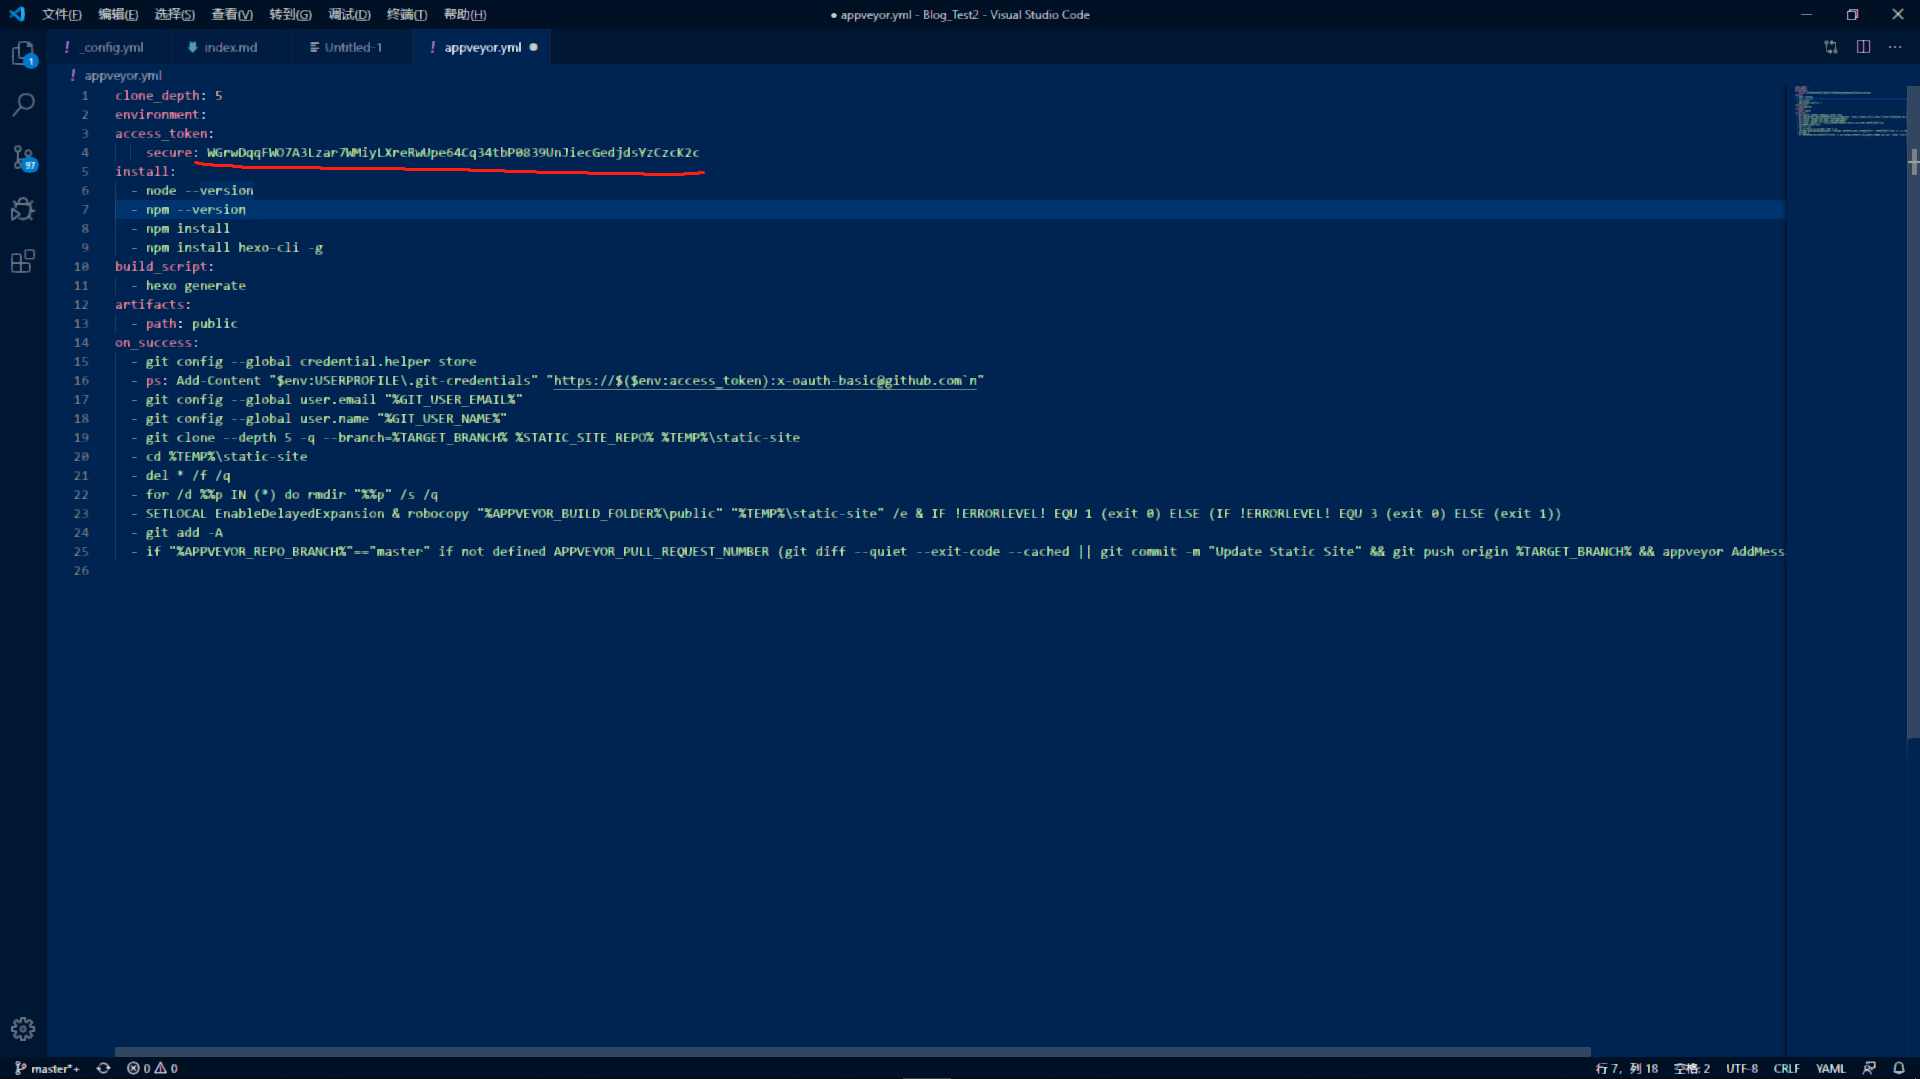 文件(F) 编辑(E) 选择(S) 查看(V) 转到(G) 调试(D) 终端(T) 帮助(H)
● appveyor.yml - Blog_Test2 - Visual Studio Code
! _config.yml
index.md
Untitled-1
! appveyor.yml ●
! appveyor.yml
1 clone_depth: 5
2 environment:
3 access_token:
4 secure: WGrwDqqFWO7A3Lzar7WMiyLXreRwUpe64Cq34tbP0839UnJiecGedjdsYzCzcK2c
5 install:
6 - node --version
7 - npm --version
8 - npm install
9 - npm install hexo-cli -g
10 build_script:
11 - hexo generate
12 artifacts:
13 - path: public
14 on_success:
15 - git config --global credential.helper store
16 - ps: Add-Content "$env:USERPROFILE\.git-credentials" "https://$($env:access_token):x-oauth-basic@github.com`n"
17 - git config --global user.email "%GIT_USER_EMAIL%"
18 - git config --global user.name "%GIT_USER_NAME%"
19 - git clone --depth 5 -q --branch=%TARGET_BRANCH% %STATIC_SITE_REPO% %TEMP%\static-site
20 - cd %TEMP%\static-site
21 - del * /f /q
22 - for /d %%p IN (*) do rmdir "%%p" /s /q
23 - SETLOCAL EnableDelayedExpansion & robocopy "%APPVEYOR_BUILD_FOLDER%\public" "%TEMP%\static-site" /e & IF !ERRORLEVEL! EQU 1 (exit 0) ELSE (IF !ERRORLEVEL! EQU 3 (exit 0) ELSE (exit 1))
24 - git add -A
25 - if "%APPVEYOR_REPO_BRANCH%"=="master" if not defined APPVEYOR_PULL_REQUEST_NUMBER (git diff --quiet --exit-code --cached || git commit -m "Update Static Site" && git push origin %TARGET_BRANCH% && appveyor AddMess
26
1
97
master*+ 0 0
行 7，列 18 空格: 2 UTF-8 CRLF YAML